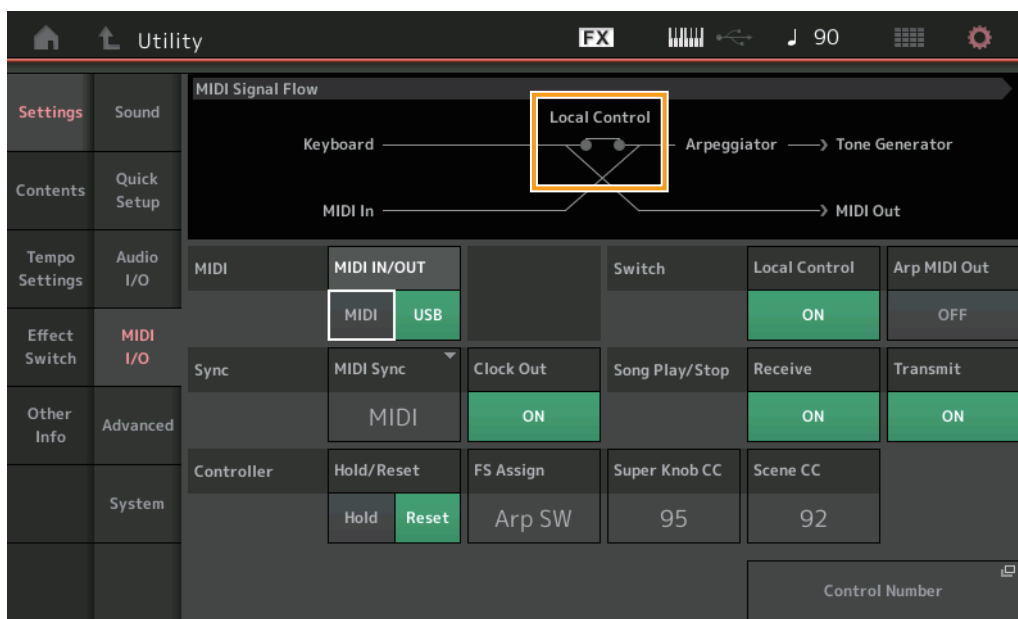 Utility
FX
♩ 90
Settings
Contents
Tempo
Settings
Effect
Switch
Other
Info
Sound
Quick
Setup
Audio
I/O
MIDI
I/O
Advanced
System
MIDI Signal Flow
Local Control
Keyboard
Arpeggiator
Tone Generator
MIDI In
MIDI Out
MIDI
MIDI IN/OUT
MIDI
USB
Switch
Local Control
ON
Arp MIDI Out
OFF
Sync
MIDI Sync
MIDI
Clock Out
ON
Song Play/Stop
Receive
ON
Transmit
ON
Controller
Hold/Reset
Hold
Reset
FS Assign
Arp SW
Super Knob CC
95
Scene CC
92
Control Number